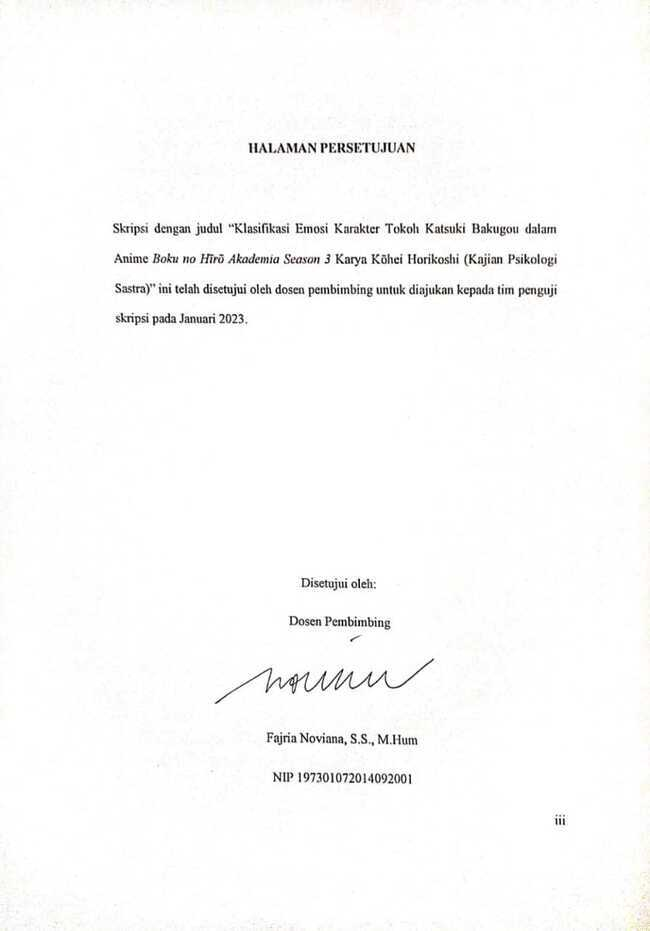 HALAMAN PERSETUJUAN
Skripsi dengan judul “Klasifikasi Emosi Karakter Tokoh Katsuki Bakugou dalam
Anime Boku no Hīrō Akademia Season 3 Karya Kōhei Horikoshi (Kajian Psikologi
Sastra)” ini telah disetujui oleh dosen pembimbing untuk diajukan kepada tim penguji
skripsi pada Januari 2023.
Disetujui oleh:
Dosen Pembimbing
Fajria Noviana, S.S., M.Hum
NIP 197301072014092001
iii